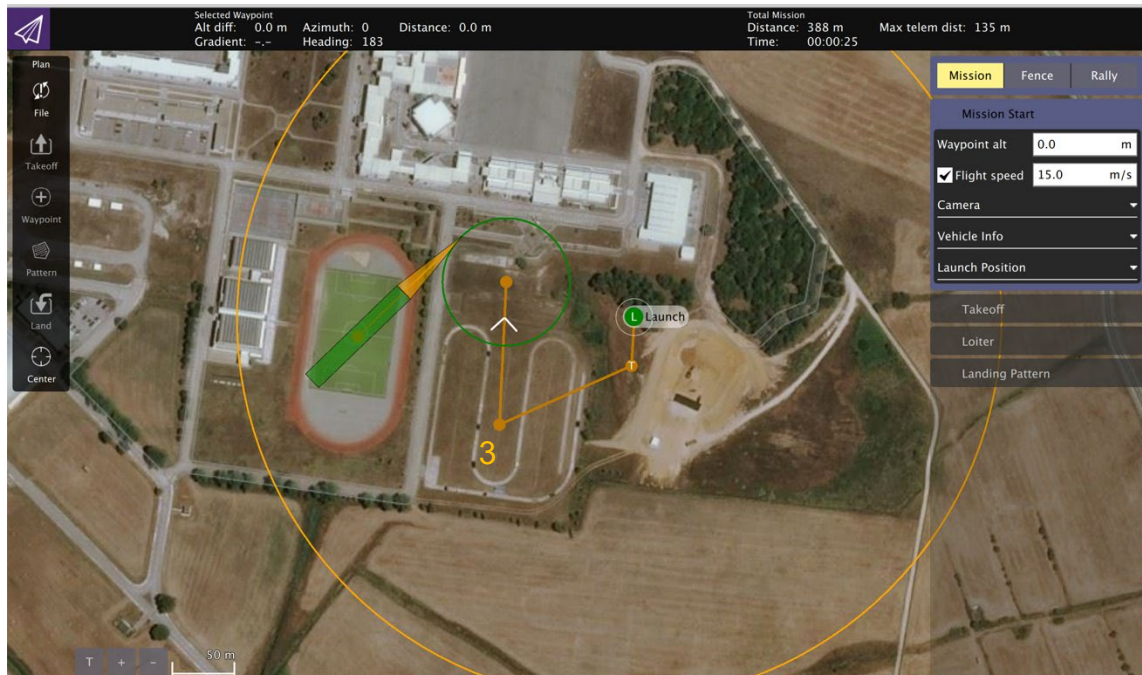 Selected Waypoint
Alt diff: 0.0 m Azimuth: 0 Distance: 0.0 m
Gradient: -.- Heading: 183
Total Mission
Distance: 388 m Max telem dist: 135 m
Time: 00:00:25
Plan
File
Takeoff
Waypoint
Pattern
Land
Center
Mission Fence Rally
Mission Start
Waypoint alt 0.0 m
Flight speed 15.0 m/s
Camera
Vehicle Info
Launch Position
Takeoff
Loiter
Landing Pattern
L Launch
T
3
T + - 50 m